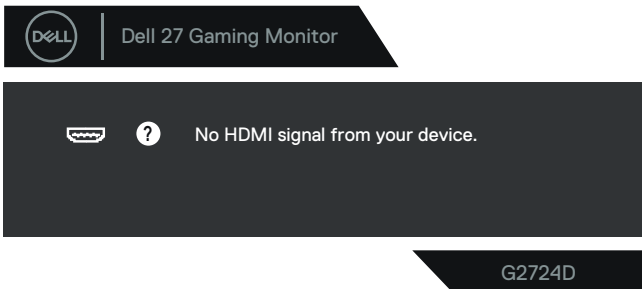 DELL
Dell 27 Gaming Monitor
? No HDMI signal from your device.
G2724D